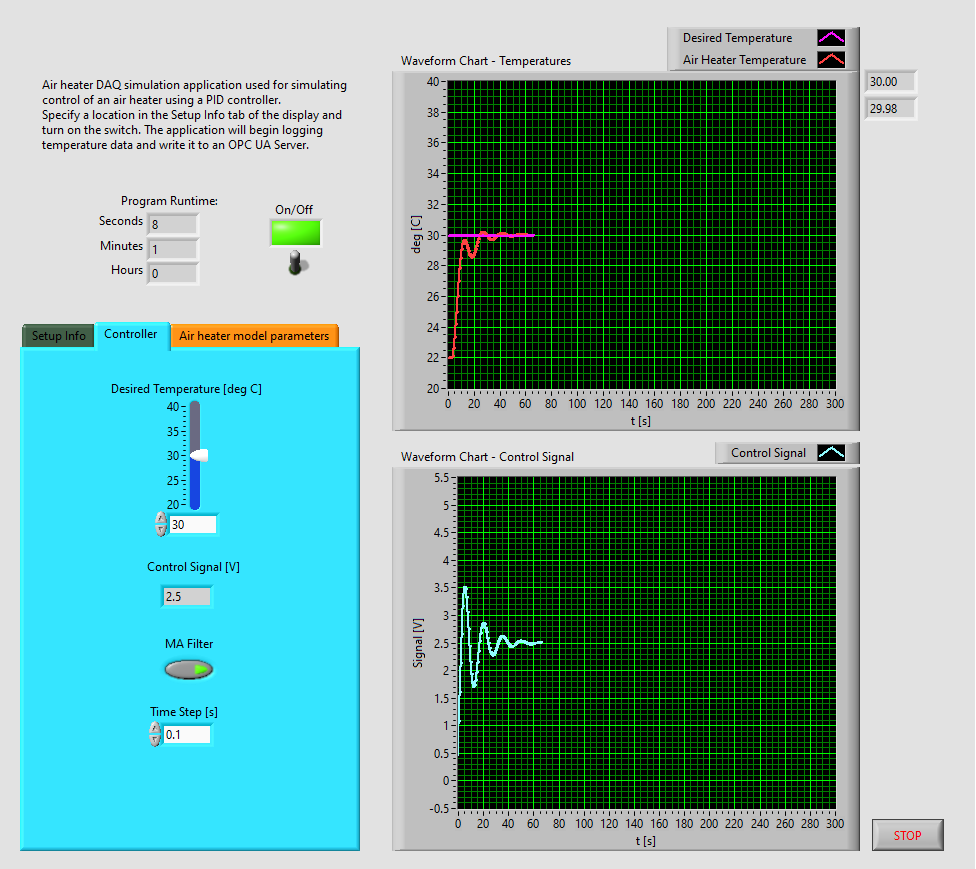 Air heater DAQ simulation application used for simulating
control of an air heater using a PID controller.
Specify a location in the Setup Info tab of the display and
turn on the switch. The application will begin logging
temperature data and write it to an OPC UA Server.
Program Runtime:
Seconds 8
Minutes 1
Hours 0
On/Off
Setup Info Controller Air heater model parameters
Desired Temperature [deg C]
40
35
30
25
20
30
Control Signal [V]
2.5
MA Filter
Time Step [s]
0.1
Waveform Chart - Temperatures
Desired Temperature
Air Heater Temperature
30.00
29.98
deg [C]
40
38
36
34
32
30
28
26
24
22
20
0 20 40 60 80 100 120 140 160 180 200 220 240 260 280 300
t [s]
Waveform Chart - Control Signal
Control Signal
Signal [V]
5.5
5
4.5
4
3.5
3
2.5
2
1.5
1
0.5
0
-0.5
0 20 40 60 80 100 120 140 160 180 200 220 240 260 280 300
t [s]
STOP